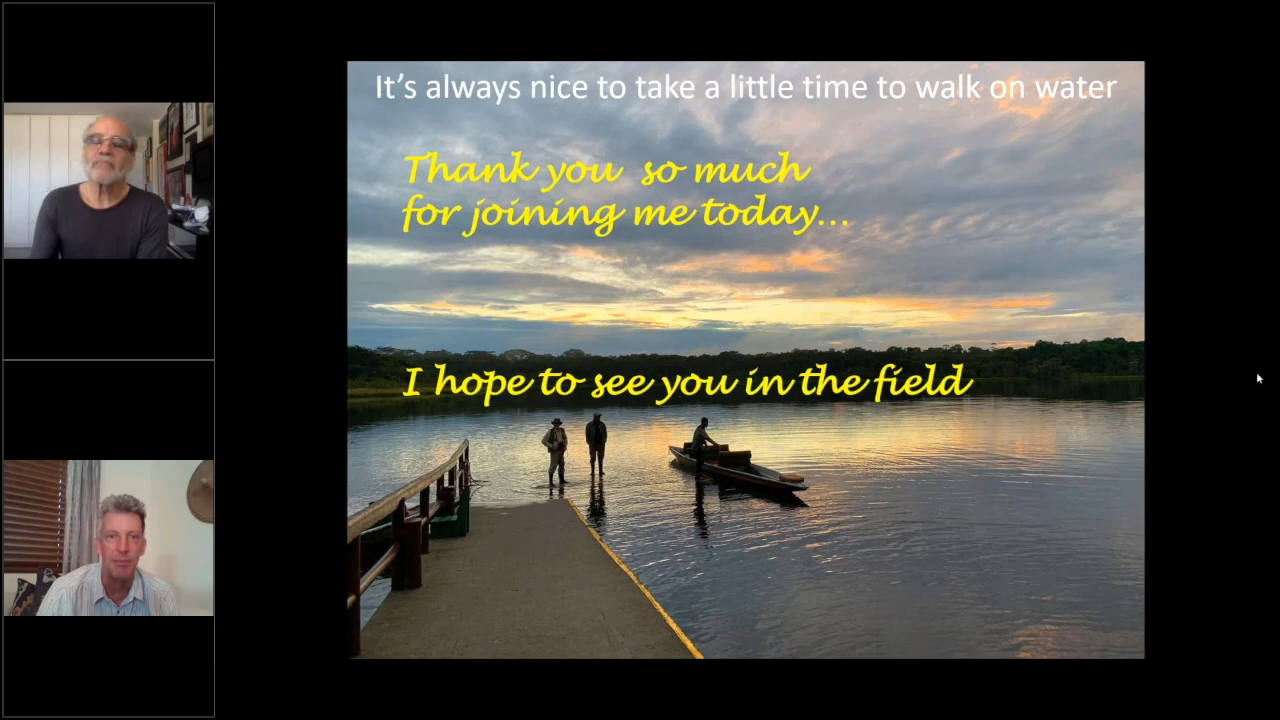 It’s always nice to take a little time to walk on water
Thank you so much
for joining me today...
I hope to see you in the field